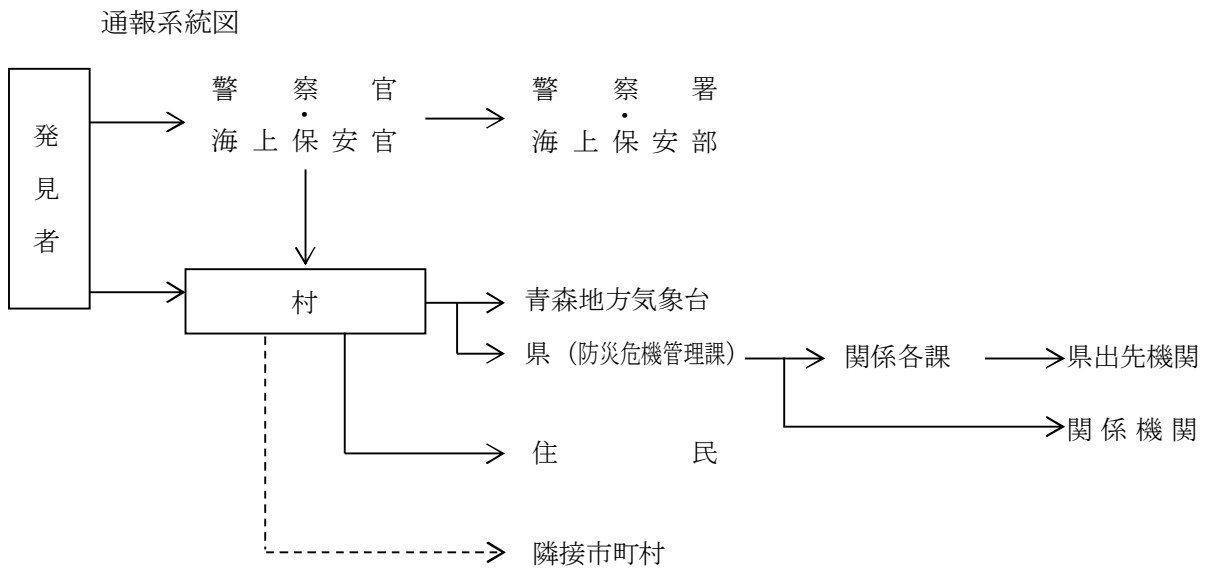 通報系統図
発見者
警察官
・
海上保安官
警察署
・
海上保安部
村
青森地方気象台
県（防災危機管理課）
関係各課
県出先機関
関係機関
住民
隣接市町村